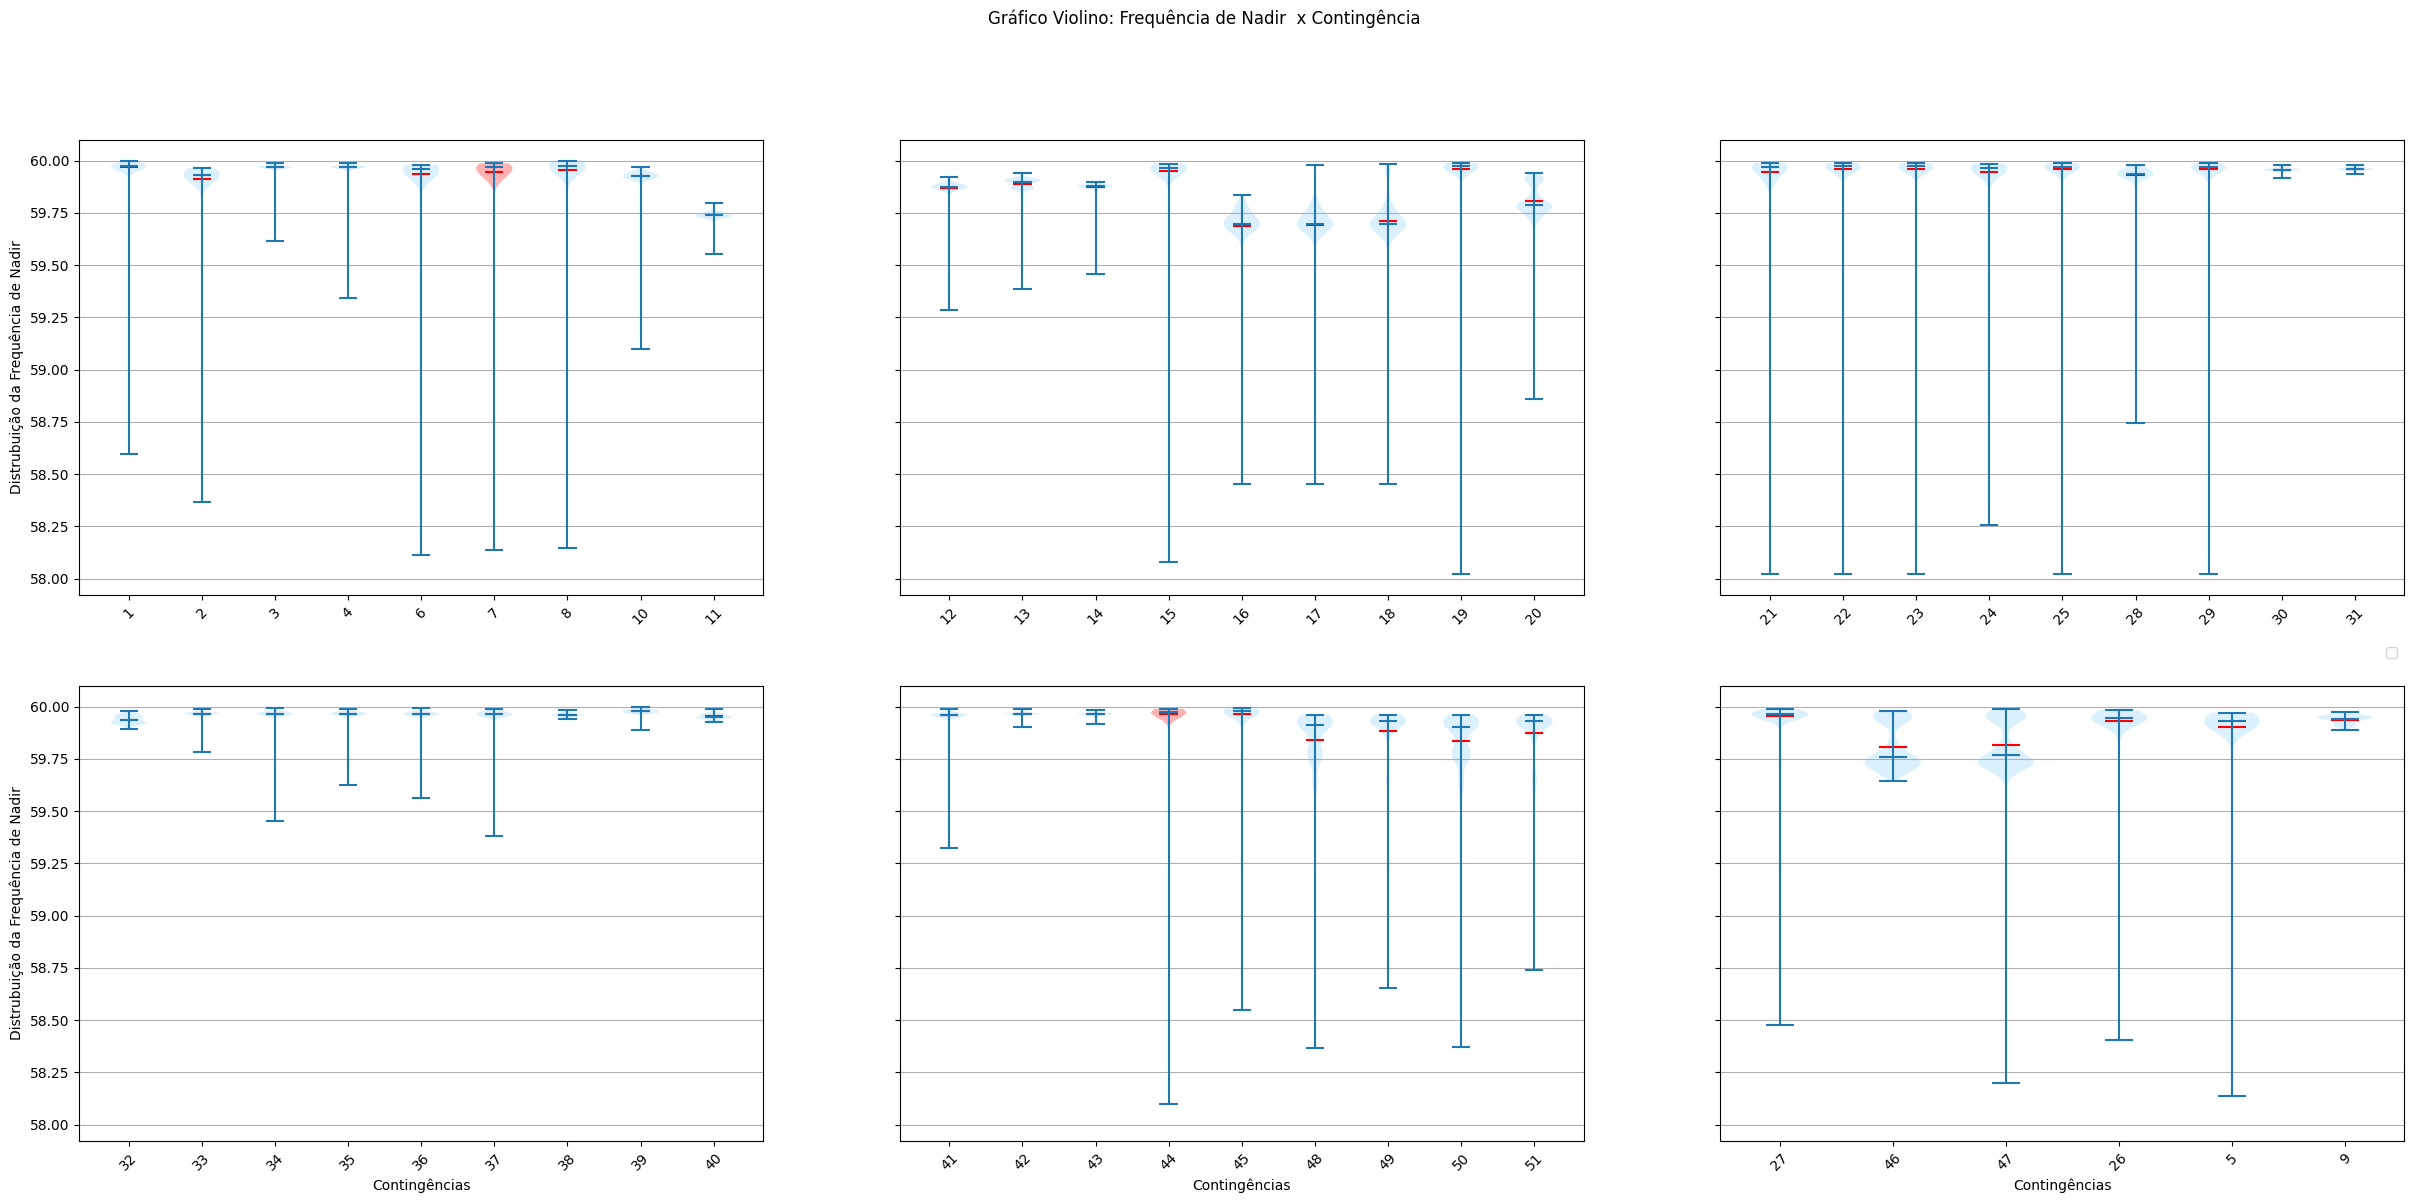 Gráfico Violino: Frequência de Nadir  x Contingência
Distrubuição da Frequência de Nadir
60.00
59.75
59.50
59.25
59.00
58.75
58.50
58.25
58.00
1 2 3 4 6 7 8 10 11
12 13 14 15 16 17 18 19 20
21 22 23 24 25 28 29 30 31
Distrubuição da Frequência de Nadir
60.00
59.75
59.50
59.25
59.00
58.75
58.50
58.25
58.00
32 33 34 35 36 37 38 39 40
Contingências
41 42 43 44 45 48 49 50 51
Contingências
27 46 47 26 5 9
Contingências